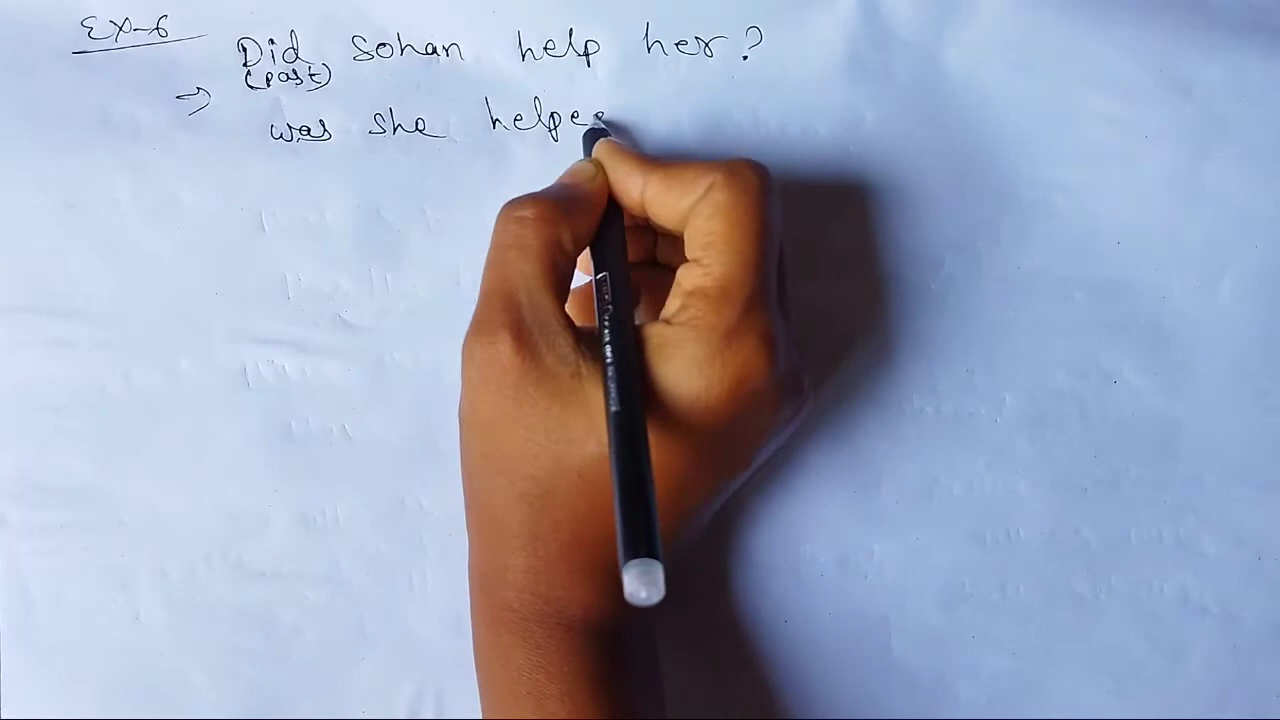 Ex-6 Did Sohan help her?
(past)
⇒ was she helpe